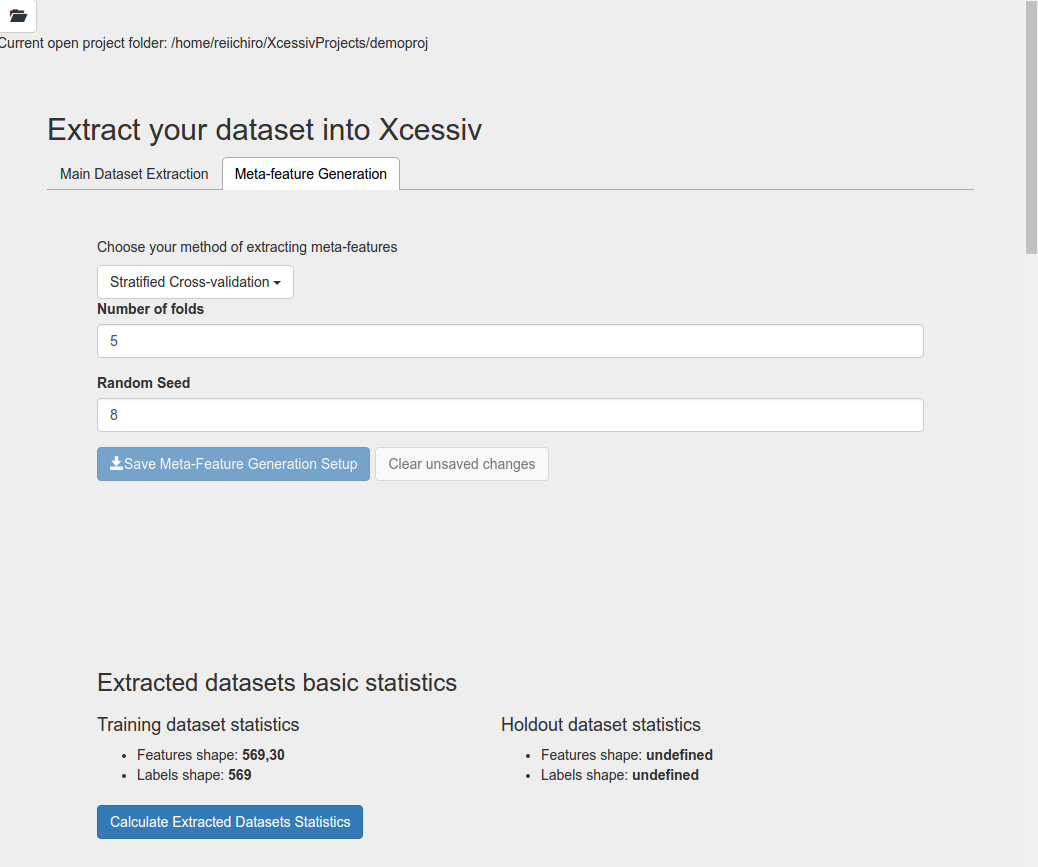 Current open project folder: /home/reiichiro/XcessivProjects/demoproj
Extract your dataset into Xcessiv
Main Dataset Extraction Meta-feature Generation
Choose your method of extracting meta-features
Stratified Cross-validation
Number of folds
5
Random Seed
8
Save Meta-Feature Generation Setup Clear unsaved changes
Extracted datasets basic statistics
Training dataset statistics
• Features shape: 569,30
• Labels shape: 569
Holdout dataset statistics
• Features shape: undefined
• Labels shape: undefined
Calculate Extracted Datasets Statistics